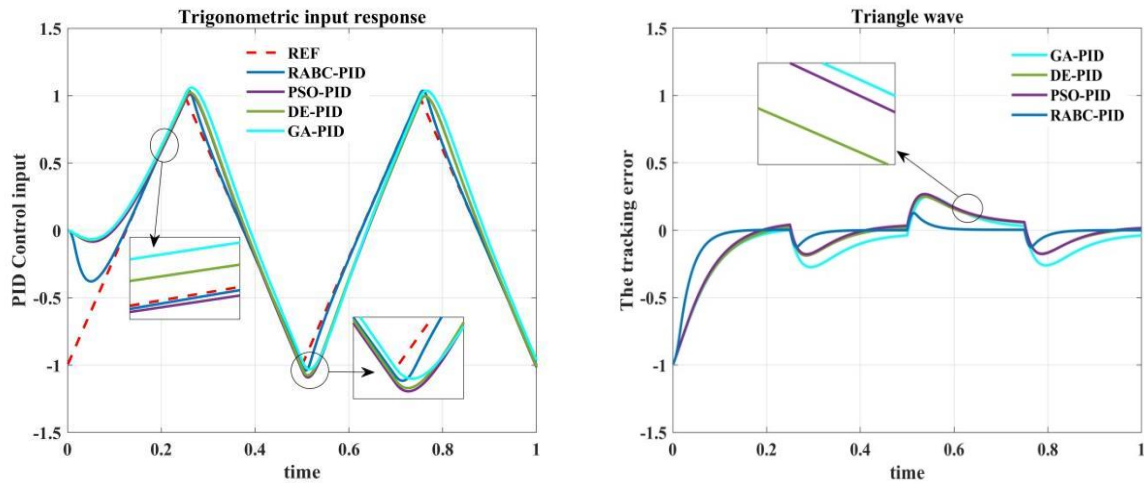 Trigonometric input response
1.5
1
0.5
0
-0.5
-1
-1.5
PID Control input
REF
RABC-PID
PSO-PID
DE-PID
GA-PID
0 0.2 0.4 0.6 0.8 1
time
Triangle wave
1.5
1
0.5
0
-0.5
-1
-1.5
The tracking error
GA-PID
DE-PID
PSO-PID
RABC-PID
0 0.2 0.4 0.6 0.8 1
time